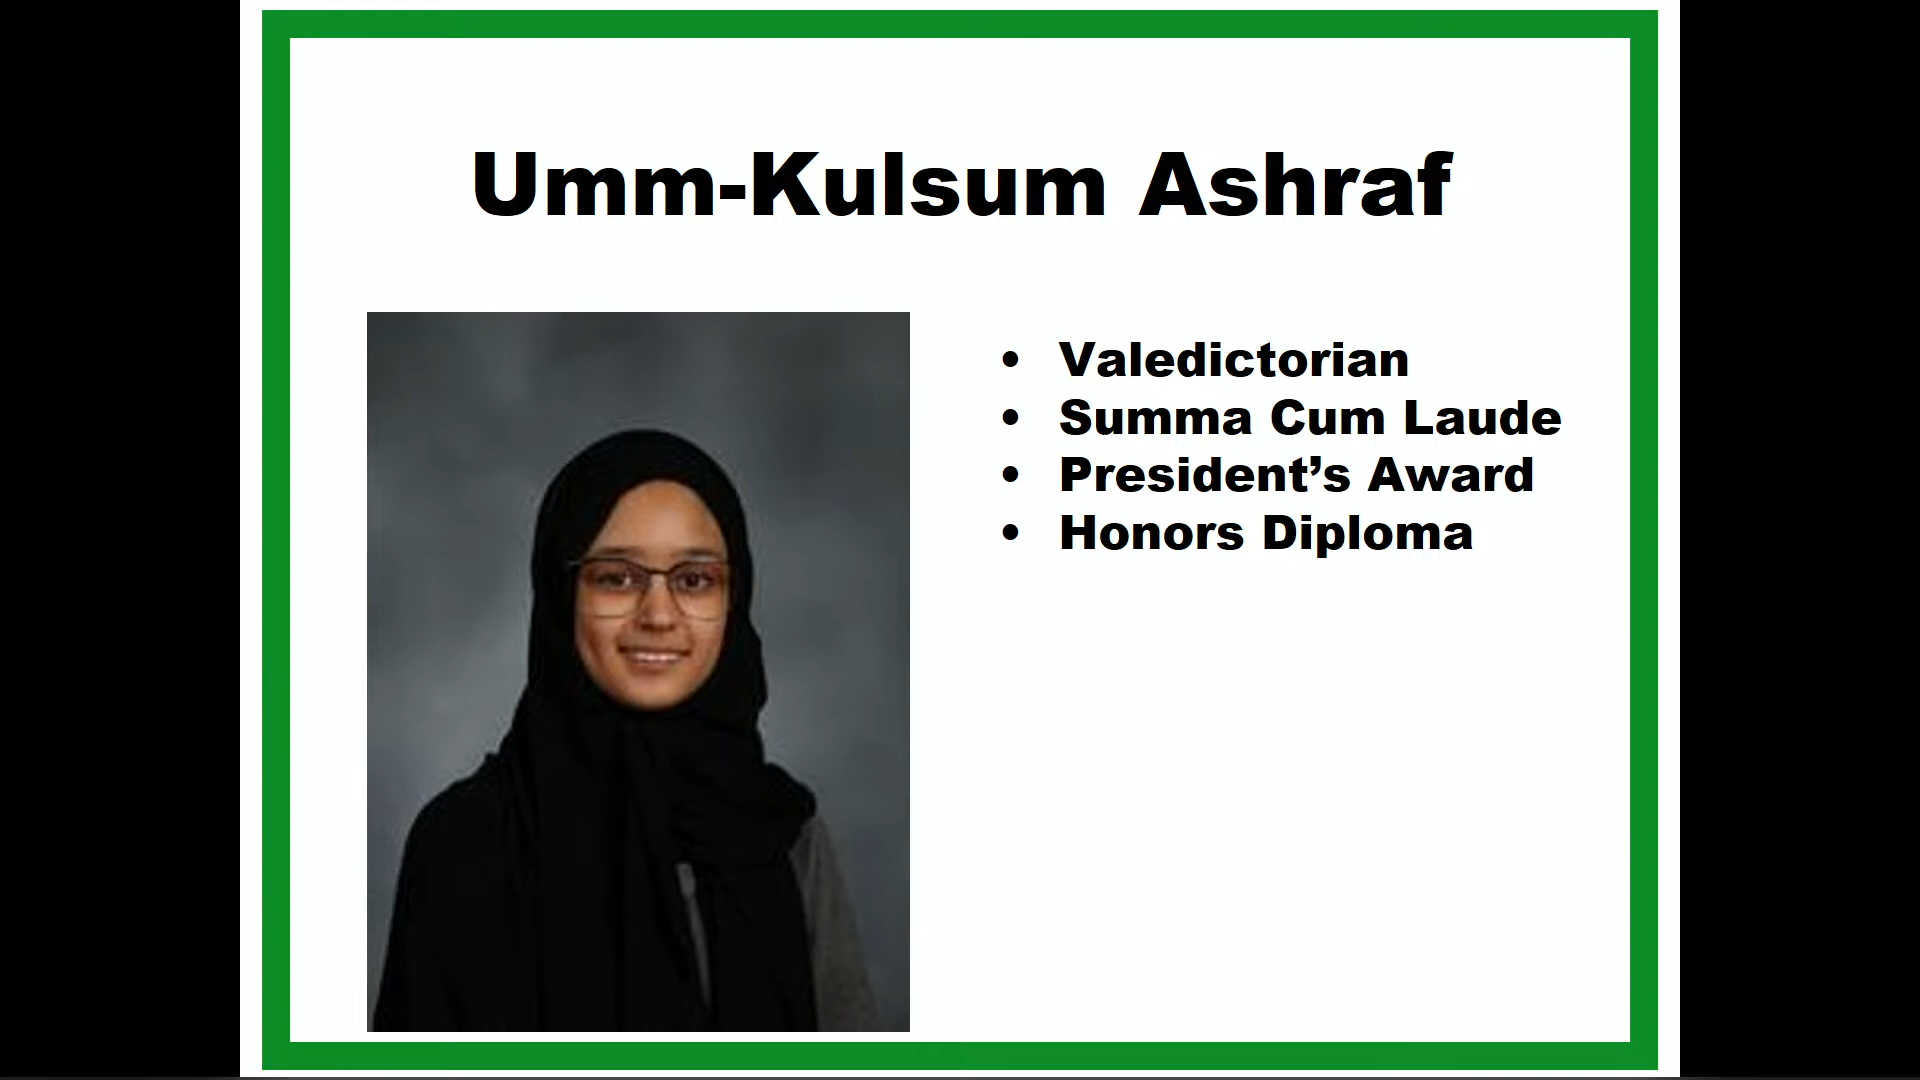 Umm-Kulsum Ashraf
• Valedictorian
• Summa Cum Laude
• President’s Award
• Honors Diploma